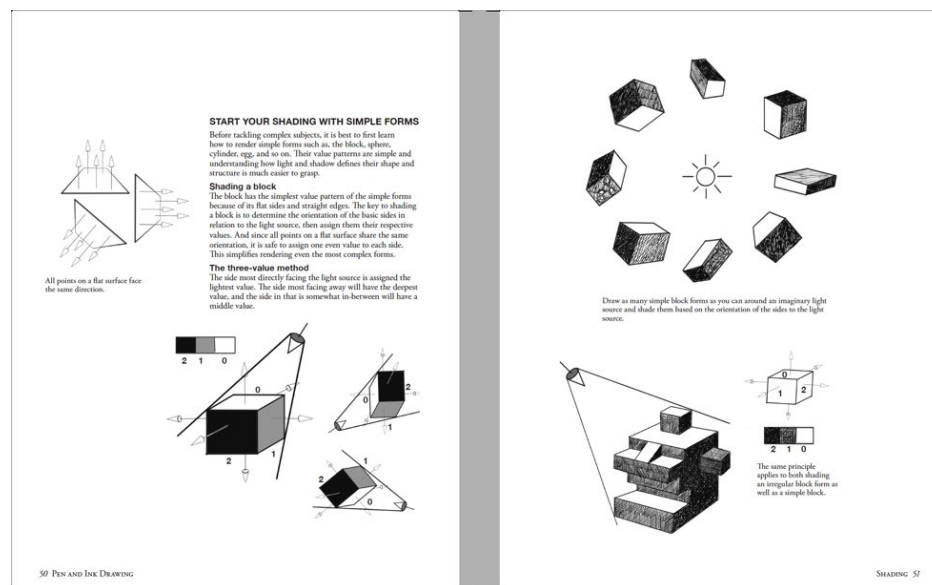 START YOUR SHADING WITH SIMPLE FORMS
Before tackling complex subjects, it is best to first learn
how to render simple forms such as, the block, sphere,
cylinder, egg, and so on. Their value patterns are simple and
understanding how light and shadow defines their shape and
structure is much easier to grasp.
Shading a block
The block has the simplest value pattern of the simple forms
because of its flat sides and straight edges. The key to shading
a block is to determine the orientation of the basic sides in
relation to the light source, then assign them their respective
values. And since all points on a flat surface share the same
orientation, it is safe to assign one even value to each side.
This simplifies rendering even the most complex forms.
The three-value method
The side most directly facing the light source is assigned the
lightest value. The side most facing away will have the deepest
value, and the side in that is somewhat in-between will have a
middle value.
All points on a flat surface face
the same direction.
2 1 0
0
2
1
0
2
1
2
1
0
50 PEN AND INK DRAWING
Draw as many simple block forms as you can around an imaginary light
source and shade them based on the orientation of the sides to the light
source.
0
1
2
2 1 0
The same principle
applies to both shading
an irregular block form as
well as a simple block.
SHADING 51